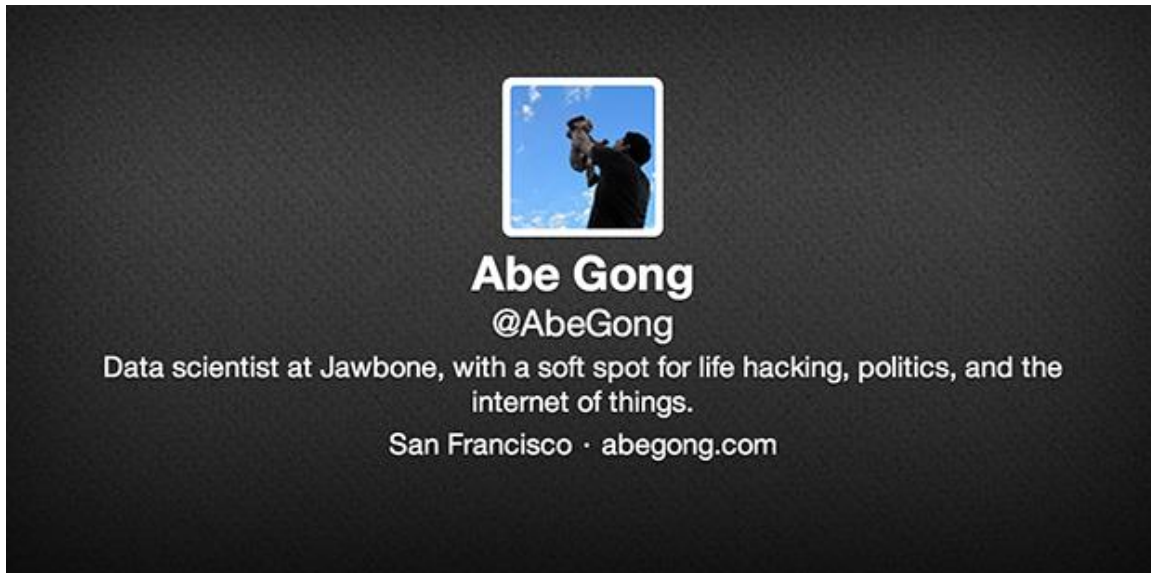 Abe Gong
@AbeGong
Data scientist at Jawbone, with a soft spot for life hacking, politics, and the
internet of things.
San Francisco · abegong.com